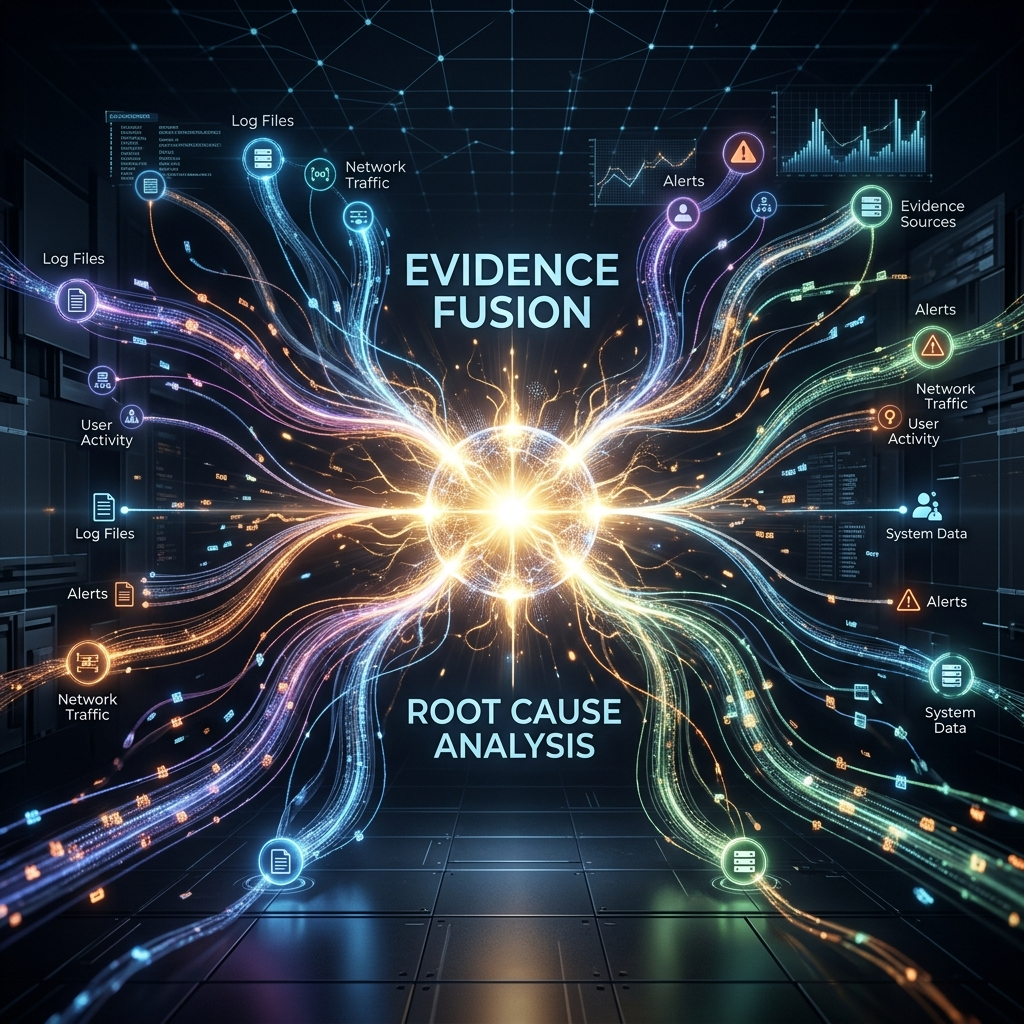 Log Files
Network
Traffic
Alerts
Evidence
Sources
Log Files
EVIDENCE
FUSION
Alerts
Network
Traffic
User
Activity
User
Activity
Log Files
System Data
Alerts
Alerts
Network
Traffic
System
Data
ROOT CAUSE
ANALYSIS